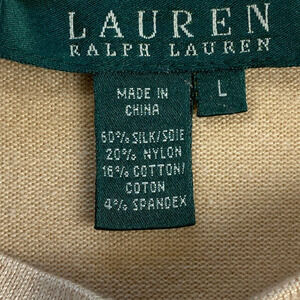 LAUREN
RALPH LAUREN
MADE IN
CHINA
L
60% SILK/SOIE
20% NYLON
16% COTTON/
COTON
4% SPANDEX